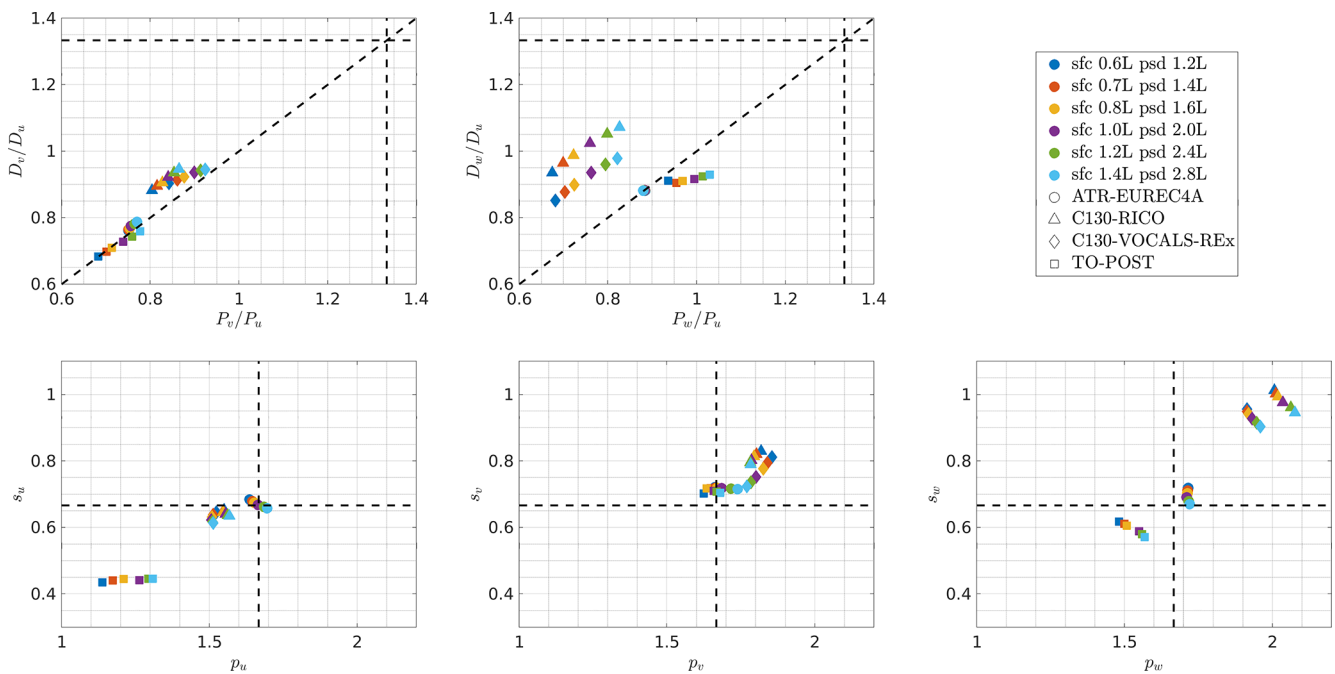 1.4
1.2
1
0.8
0.6
0.6
0.8
1
1.2
1.4
D_v/D_u
P_v/P_u
1.4
1.2
1
0.8
0.6
0.6
0.8
1
1.2
1.4
D_w/D_u
P_w/P_u
sfc 0.6L psd 1.2L
sfc 0.7L psd 1.4L
sfc 0.8L psd 1.6L
sfc 1.0L psd 2.0L
sfc 1.2L psd 2.4L
sfc 1.4L psd 2.8L
ATR-EUREC4A
C130-RICO
C130-VOCALS-REx
TO-POST
1
0.8
0.6
0.4
1
1.5
2
s_u
p_u
1
0.8
0.6
0.4
1
1.5
2
s_v
p_v
1
0.8
0.6
0.4
1
1.5
2
s_w
p_w